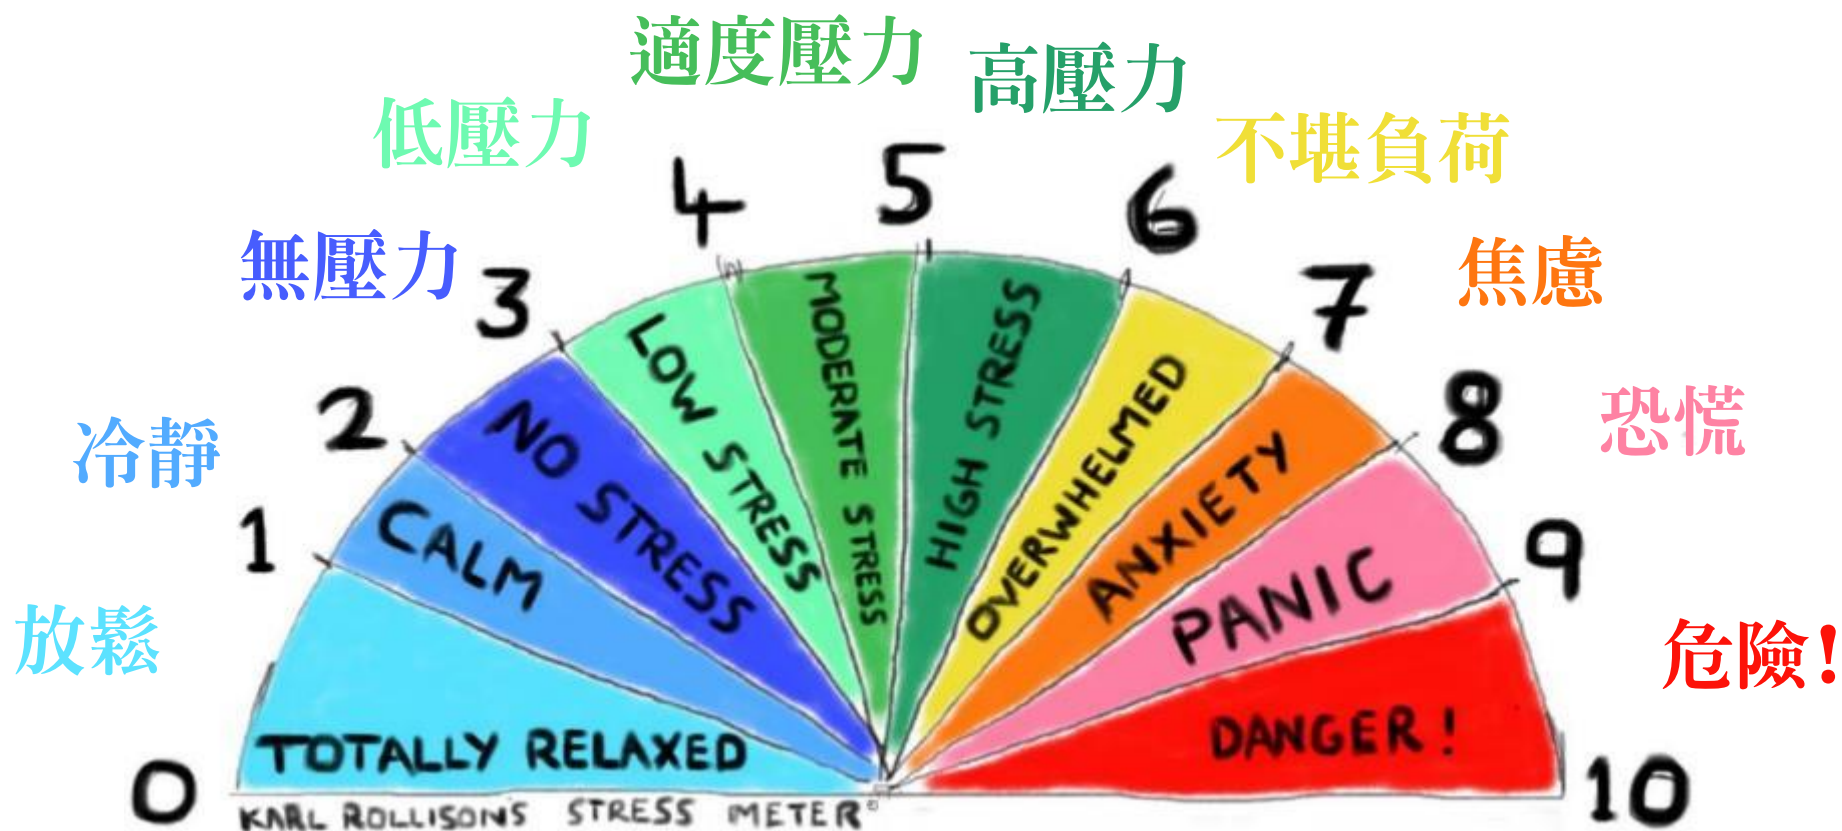 適度壓力
高壓力
低壓力
不堪負荷
無壓力
焦慮
冷靜
恐慌
放鬆
危險!
0
1
2
3
4
5
6
7
8
9
10
TOTALLY RELAXED
CALM
NO STRESS
LOW STRESS
MODERATE STRESS
HIGH STRESS
OVERWHELMED
ANXIETY
PANIC
DANGER!
KARL ROLLISON'S STRESS METER©